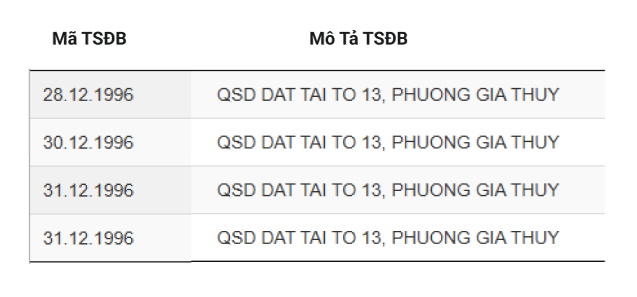 Mã TSĐB Mô Tả TSĐB
28.12.1996 QSD DAT TAI TO 13, PHUONG GIA THUY
30.12.1996 QSD DAT TAI TO 13, PHUONG GIA THUY
31.12.1996 QSD DAT TAI TO 13, PHUONG GIA THUY
31.12.1996 QSD DAT TAI TO 13, PHUONG GIA THUY